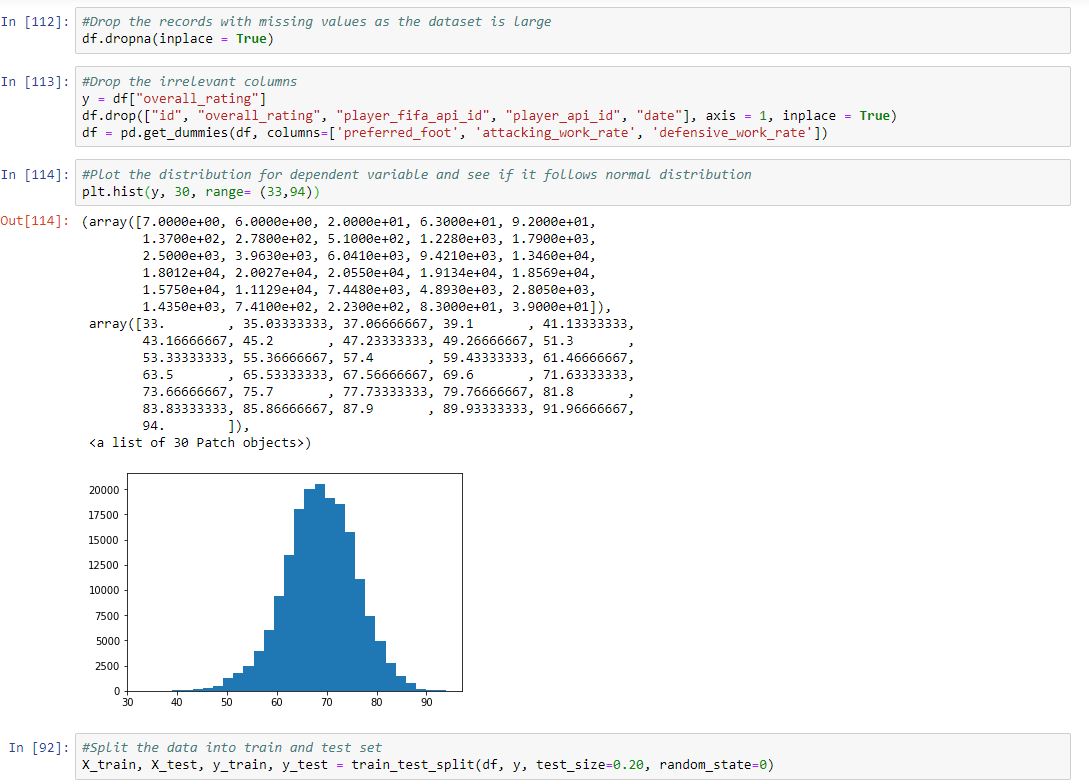 In [112]: #Drop the records with missing values as the dataset is large
df.dropna(inplace = True)
In [113]: #Drop the irrelevant columns
y = df["overall_rating"]
df.drop(["id", "overall_rating", "player_fifa_api_id", "player_api_id", "date"], axis = 1, inplace = True)
df = pd.get_dummies(df, columns=['preferred_foot', 'attacking_work_rate', 'defensive_work_rate'])
In [114]: #Plot the distribution for dependent variable and see if it follows normal distribution
plt.hist(y, 30, range= (33,94))
Out[114]: (array([7.0000e+00, 6.0000e+00, 2.0000e+01, 6.3000e+01, 9.2000e+01,
1.3700e+02, 2.7800e+02, 5.1000e+02, 1.2280e+03, 1.7900e+03,
2.5000e+03, 3.9630e+03, 6.0410e+03, 9.4210e+03, 1.3460e+04,
1.8012e+04, 2.0027e+04, 2.0550e+04, 1.9134e+04, 1.8569e+04,
1.5750e+04, 1.1129e+04, 7.4480e+03, 4.8930e+03, 2.8050e+03,
1.4350e+03, 7.4100e+02, 2.2300e+02, 8.3000e+01, 3.9000e+01]),
array([33.        , 35.03333333, 37.06666667, 39.1       , 41.13333333,
43.16666667, 45.2       , 47.23333333, 49.26666667, 51.3       ,
53.33333333, 55.36666667, 57.4       , 59.43333333, 61.46666667,
63.5       , 65.53333333, 67.56666667, 69.6       , 71.63333333,
73.66666667, 75.7       , 77.73333333, 79.76666667, 81.8       ,
83.83333333, 85.86666667, 87.9       , 89.93333333, 91.96666667,
94.        ]),
<a list of 30 Patch objects>)
20000
17500
15000
12500
10000
7500
5000
2500
0
30 40 50 60 70 80 90
In [92]: #Split the data into train and test set
X_train, X_test, y_train, y_test = train_test_split(df, y, test_size=0.20, random_state=0)